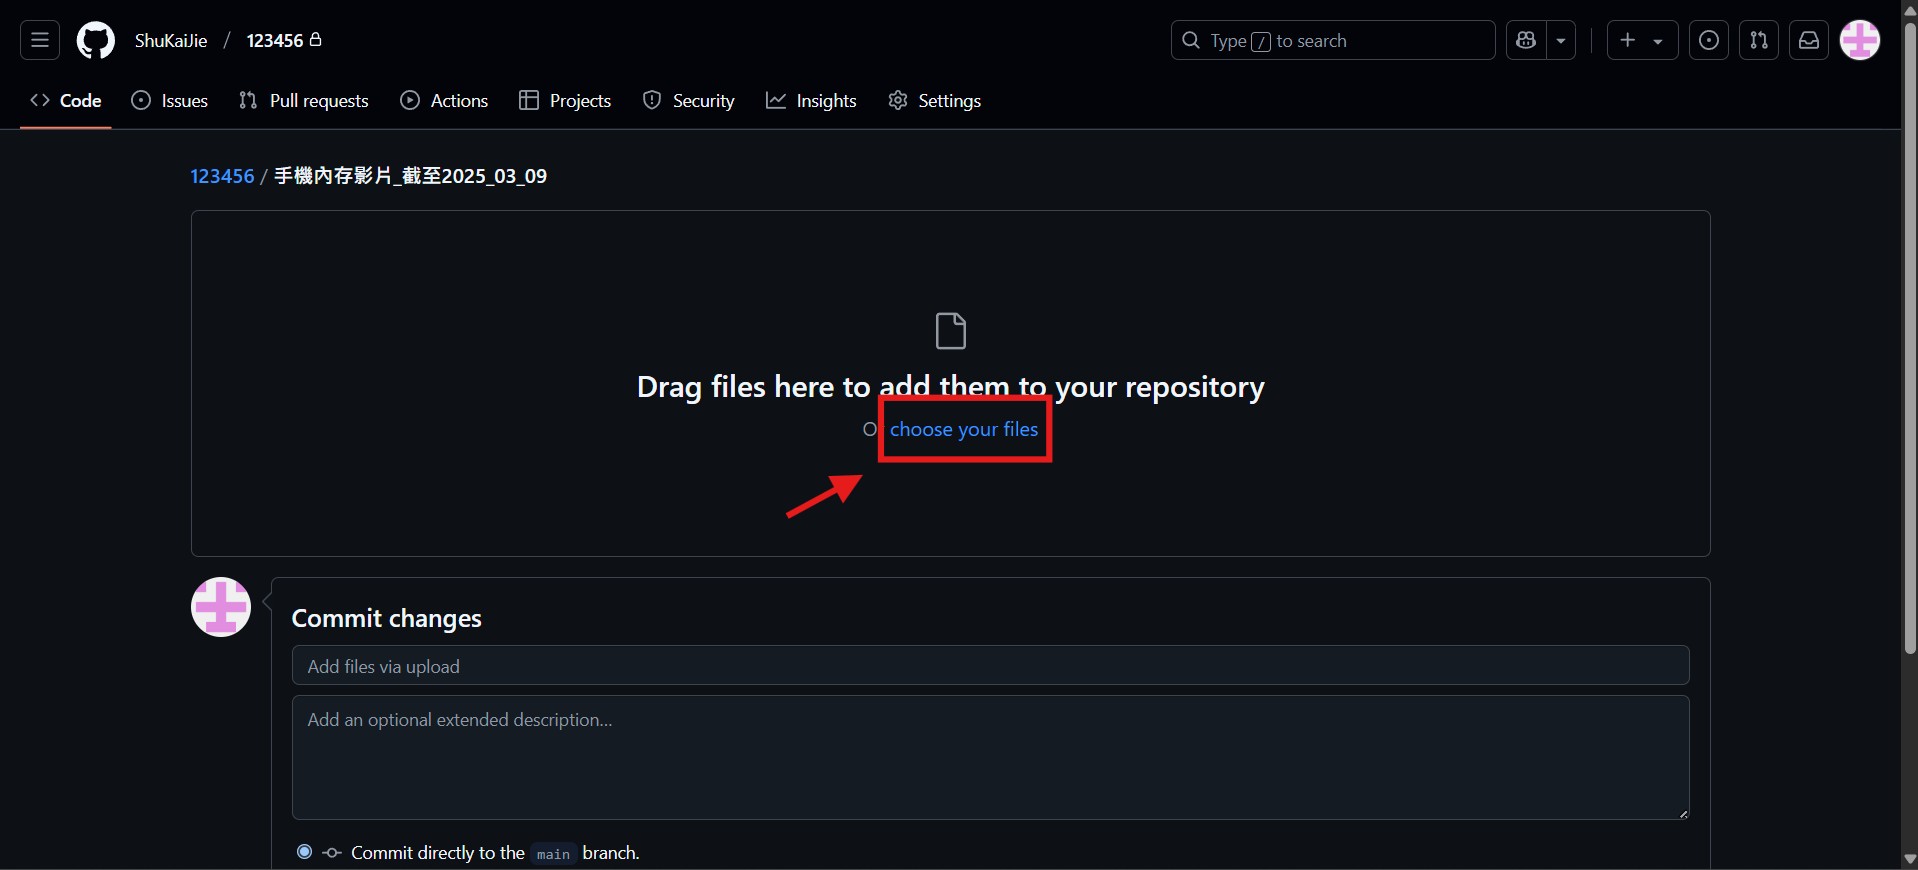 ShuKaiJie / 123456
Type / to search
Code Issues Pull requests Actions Projects Security Insights Settings
123456 / 手機內存影片_截至2025_03_09
Drag files here to add them to your repository
O choose your files
Commit changes
Add files via upload
Add an optional extended description...
Commit directly to the main branch.